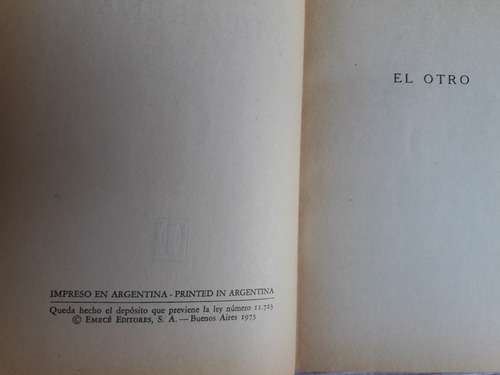 IMPRESO EN ARGENTINA - PRINTED IN ARGENTINA
Queda hecho el depósito que previene la ley número 11.723
© EMECÉ EDITORES, S. A. — Buenos Aires 1975
EL OTRO